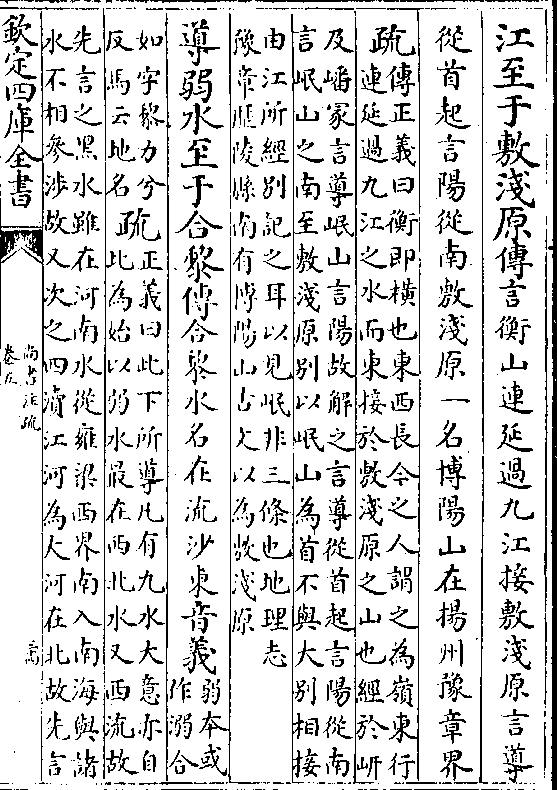 江至于敷淺原傳言衡山連延過九江接敷淺原言導
從首起言陽從南敷淺原一名博陽山在揚州豫章界
疏傳正義曰衡即橫也東西長今之人謂之為嶺東行
連延過九江之水而東接於敷淺原之山也經於岍
及嶓冢言導岷山言陽故解之言導從首起言陽從南
言岷山之南至敷淺原別以岷山為首不與大別相接
由江所經別記之耳以見岷非三條也地理志
豫章歷陵縣南有博陽山古文以為敷淺原
導弱水至于合黎傳合黎水名在流沙東音義弱本或
作溺合
如字黎力兮
反馬云地名疏正義曰此下所導凡有九水大意亦自
此為始以弱水最在西北水又西流故
先言之黑水雖在河南水從雍梁西界南入南海與諸
水不相參涉故又次之四瀆江河為大河在北故先言
欽定四庫全書
尚書注疏
卷五